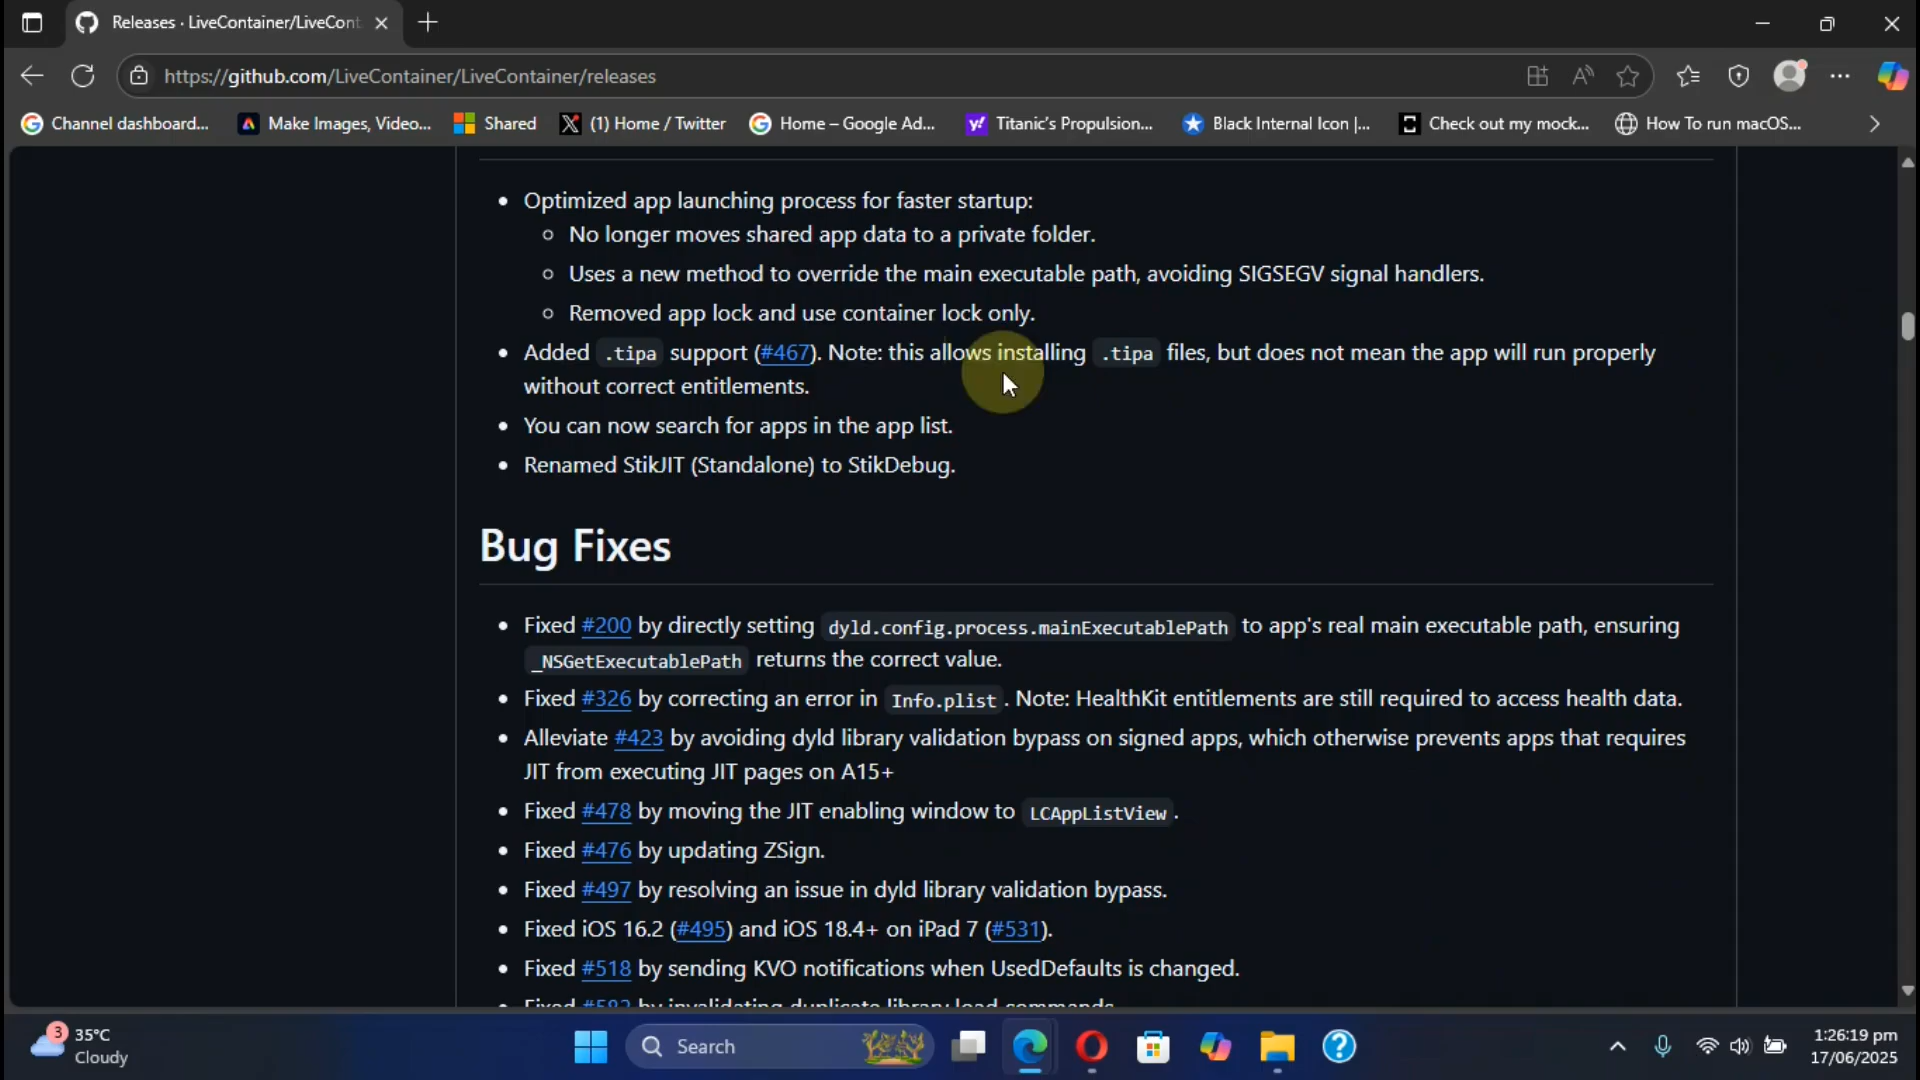 Releases · LiveContainer/LiveCont
https://github.com/LiveContainer/LiveContainer/releases
Channel dashboard...
Make Images, Video...
Shared
(1) Home / Twitter
Home – Google Ad...
Titanic's Propulsion...
Black Internal Icon |...
Check out my mock...
How To run macOS...
Optimized app launching process for faster startup:
No longer moves shared app data to a private folder.
Uses a new method to override the main executable path, avoiding SIGSEGV signal handlers.
Removed app lock and use container lock only.
Added .tipa support (#467). Note: this allows installing .tipa files, but does not mean the app will run properly
without correct entitlements.
You can now search for apps in the app list.
Renamed StikJIT (Standalone) to StikDebug.
Bug Fixes
Fixed #200 by directly setting dyld.config.process.mainExecutablePath to app's real main executable path, ensuring
_NSGetExecutablePath returns the correct value.
Fixed #326 by correcting an error in Info.plist. Note: HealthKit entitlements are still required to access health data.
Alleviate #423 by avoiding dyld library validation bypass on signed apps, which otherwise prevents apps that requires
JIT from executing JIT pages on A15+
Fixed #478 by moving the JIT enabling window to LCAppListView.
Fixed #476 by updating ZSign.
Fixed #497 by resolving an issue in dyld library validation bypass.
Fixed iOS 16.2 (#495) and iOS 18.4+ on iPad 7 (#531).
Fixed #518 by sending KVO notifications when UsedDefaults is changed.
Fixed #582 by invalidating duplicate library load commands.
3
35°C
Cloudy
Search
1:26:19 pm
17/06/2025